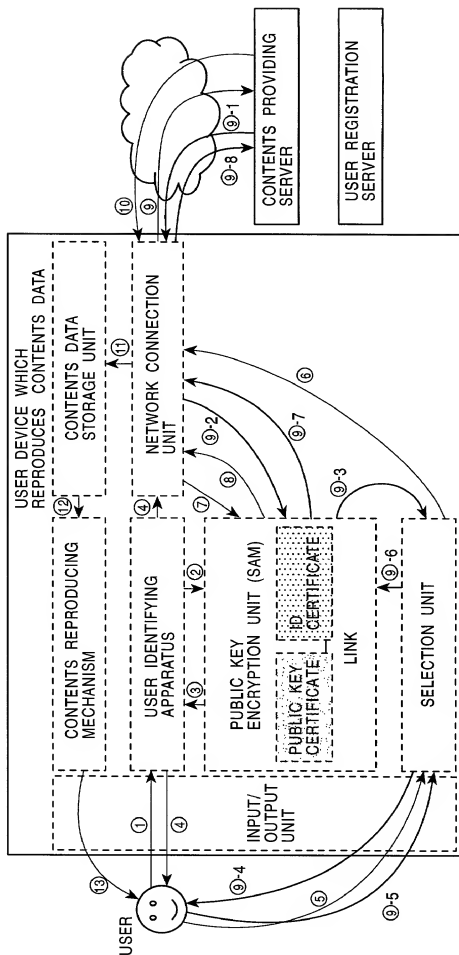 USER DEVICE WHICH
REPRODUCES CONTENTS DATA
USER
⑬
①
④
⑨-4
⑤
⑨-5
INPUT/
OUTPUT
UNIT
CONTENTS REPRODUCING
MECHANISM
⑫
CONTENTS DATA
STORAGE UNIT
USER IDENTIFYING
APPARATUS
④
NETWORK CONNECTION
UNIT
⑪
③
②
⑦
⑧
⑨-2
⑨-7
⑥
PUBLIC KEY
ENCRYPTION UNIT (SAM)
PUBLIC KEY
CERTIFICATE
ID
CERTIFICATE
LINK
⑨-3
⑨-6
SELECTION UNIT
⑩
⑨
⑨-1
⑨-8
CONTENTS PROVIDING
SERVER
USER REGISTRATION
SERVER